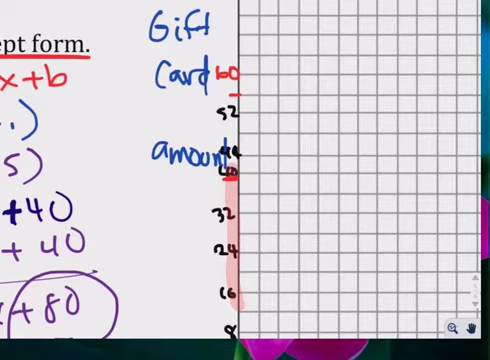 ept form.
x+b
.)
5)
+40
+ 40
+80
Gift
Card
amount
60
52
44
40
32
24
16
8